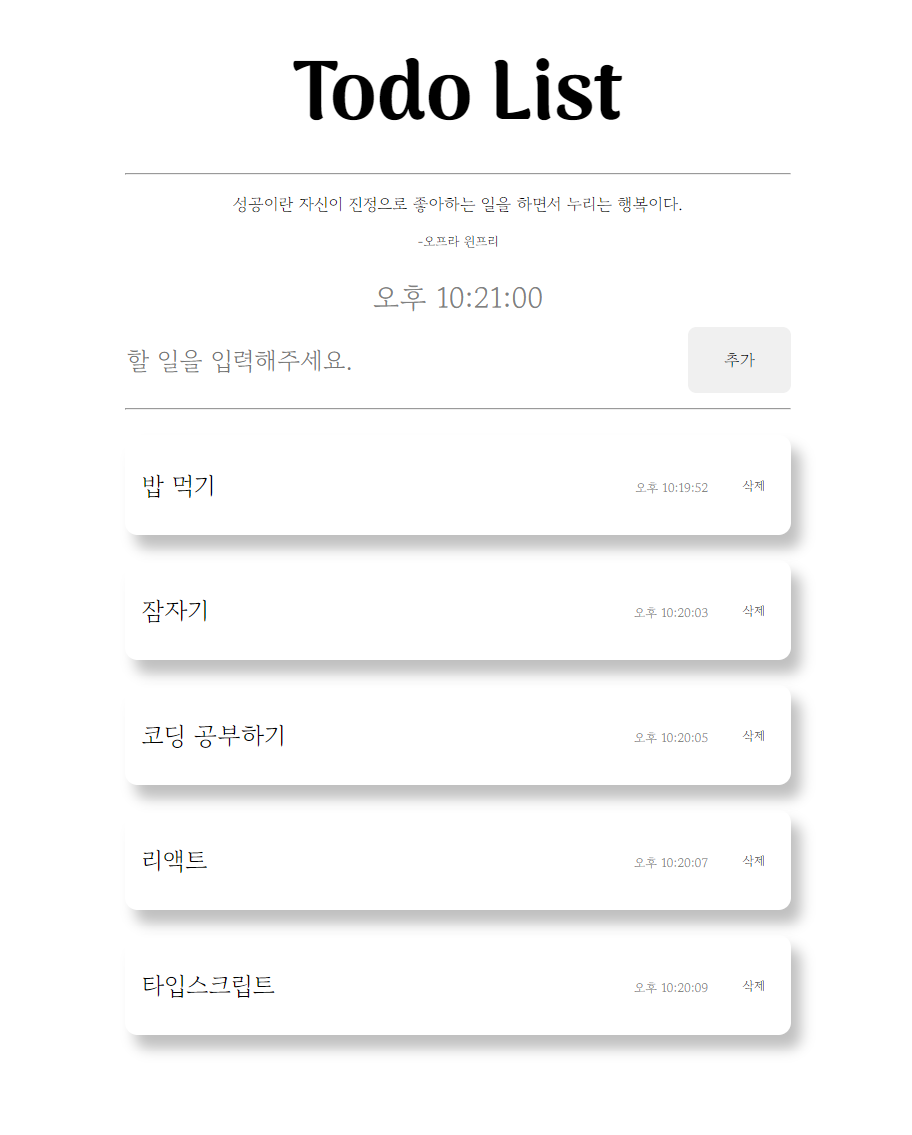 Todo List
성공이란 자신이 진정으로 좋아하는 일을 하면서 누리는 행복이다.
-오프라 윈프리
오후 10:21:00
할 일을 입력해주세요. 추가
밥 먹기 오후 10:19:52 삭제
잠자기 오후 10:20:03 삭제
코딩 공부하기 오후 10:20:05 삭제
리액트 오후 10:20:07 삭제
타입스크립트 오후 10:20:09 삭제